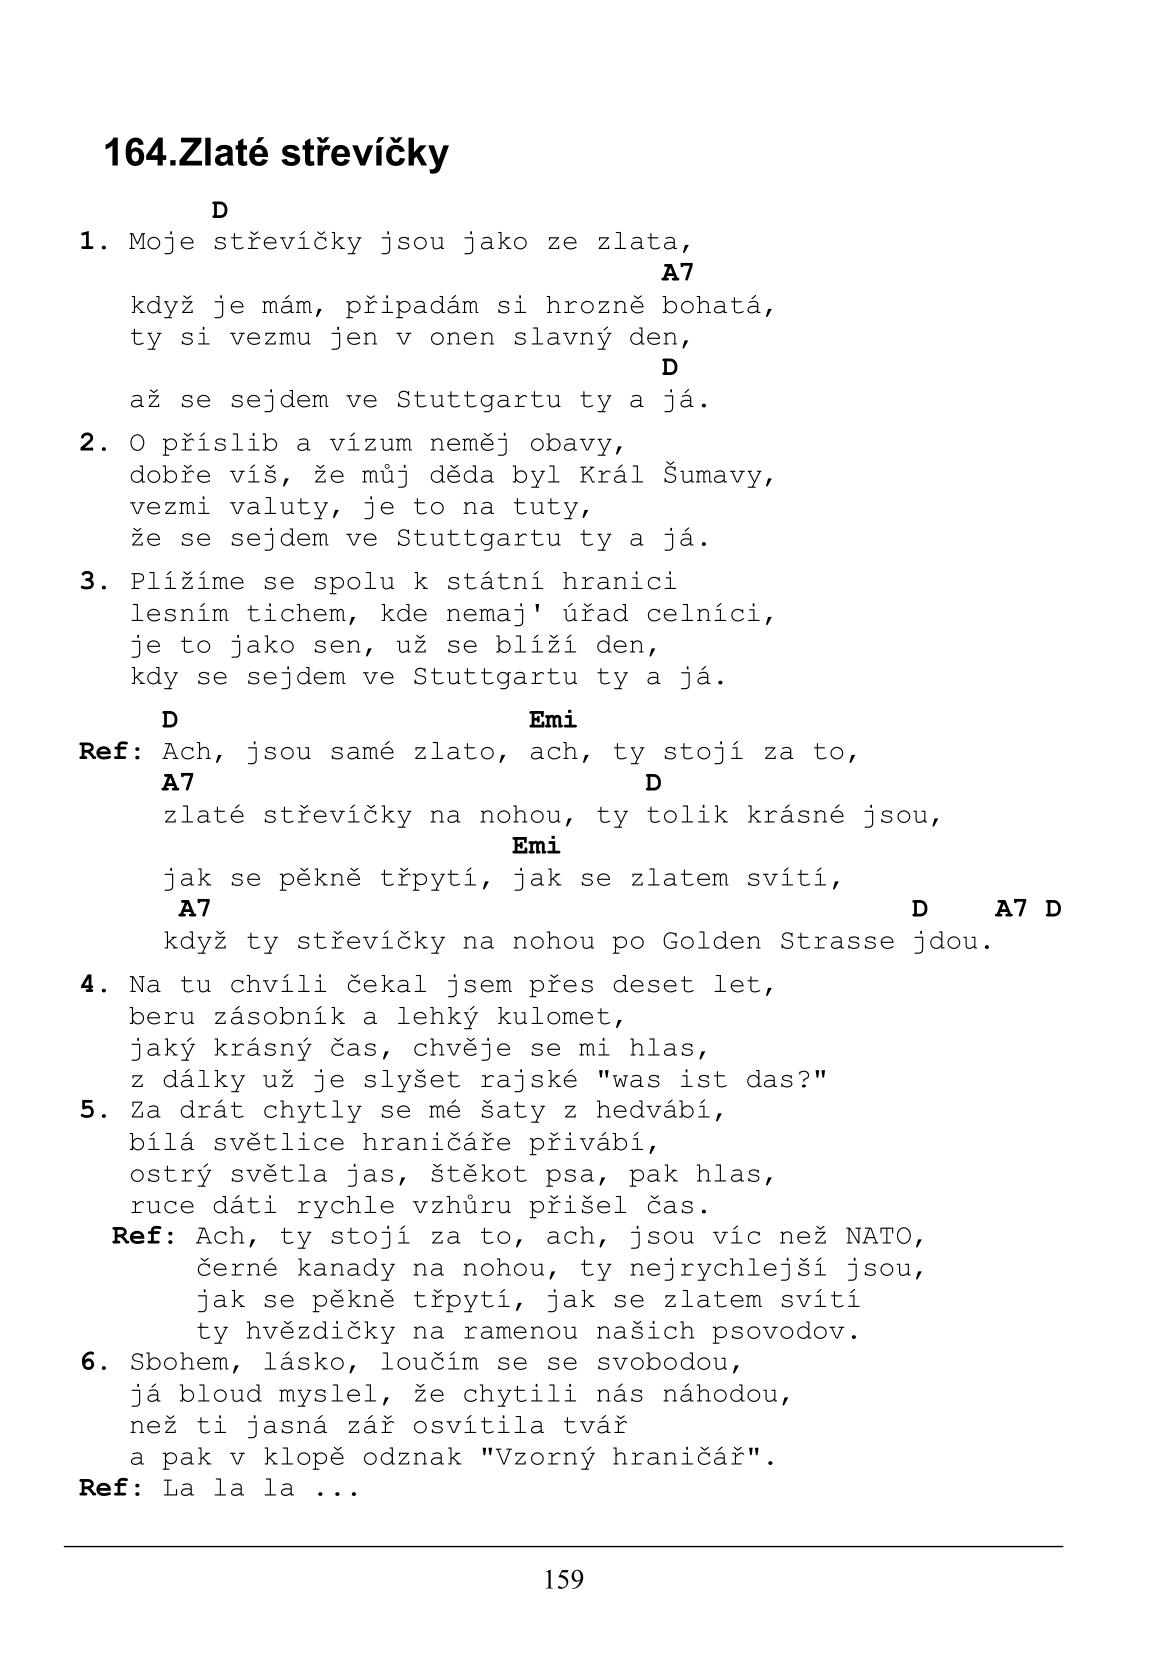 164.Zlaté střevíčky
D
1. Moje střevíčky jsou jako ze zlata,
A7
když je mám, připadám si hrozně bohatá,
ty si vezmu jen v onen slavný den,
D
až se sejdem ve Stuttgartu ty a já.
2. O příslib a vízum neměj obavy,
dobře víš, že můj děda byl Král Šumavy,
vezmi valuty, je to na tuty,
že se sejdem ve Stuttgartu ty a já.
3. Plížíme se spolu k státní hranici
lesním tichem, kde nemaj' úřad celníci,
je to jako sen, už se blíží den,
kdy se sejdem ve Stuttgartu ty a já.
D Emi
Ref: Ach, jsou samé zlato, ach, ty stojí za to,
A7 D
zlaté střevíčky na nohou, ty tolik krásné jsou,
Emi
jak se pěkně třpytí, jak se zlatem svítí,
A7 D A7 D
když ty střevíčky na nohou po Golden Strasse jdou.
4. Na tu chvíli čekal jsem přes deset let,
beru zásobník a lehký kulomet,
jaký krásný čas, chvěje se mi hlas,
z dálky už je slyšet rajské "was ist das?"
5. Za drát chytly se mé šaty z hedvábí,
bílá světlice hraničáře přivábí,
ostrý světla jas, štěkot psa, pak hlas,
ruce dáti rychle vzhůru přišel čas.
Ref: Ach, ty stojí za to, ach, jsou víc než NATO,
černé kanady na nohou, ty nejrychlejší jsou,
jak se pěkně třpytí, jak se zlatem svítí
ty hvězdičky na ramenou našich psovodov.
6. Sbohem, lásko, loučím se se svobodou,
já bloud myslel, že chytili nás náhodou,
než ti jasná zář osvítila tvář
a pak v klopě odznak "Vzorný hraničář".
Ref: La la la ...
159